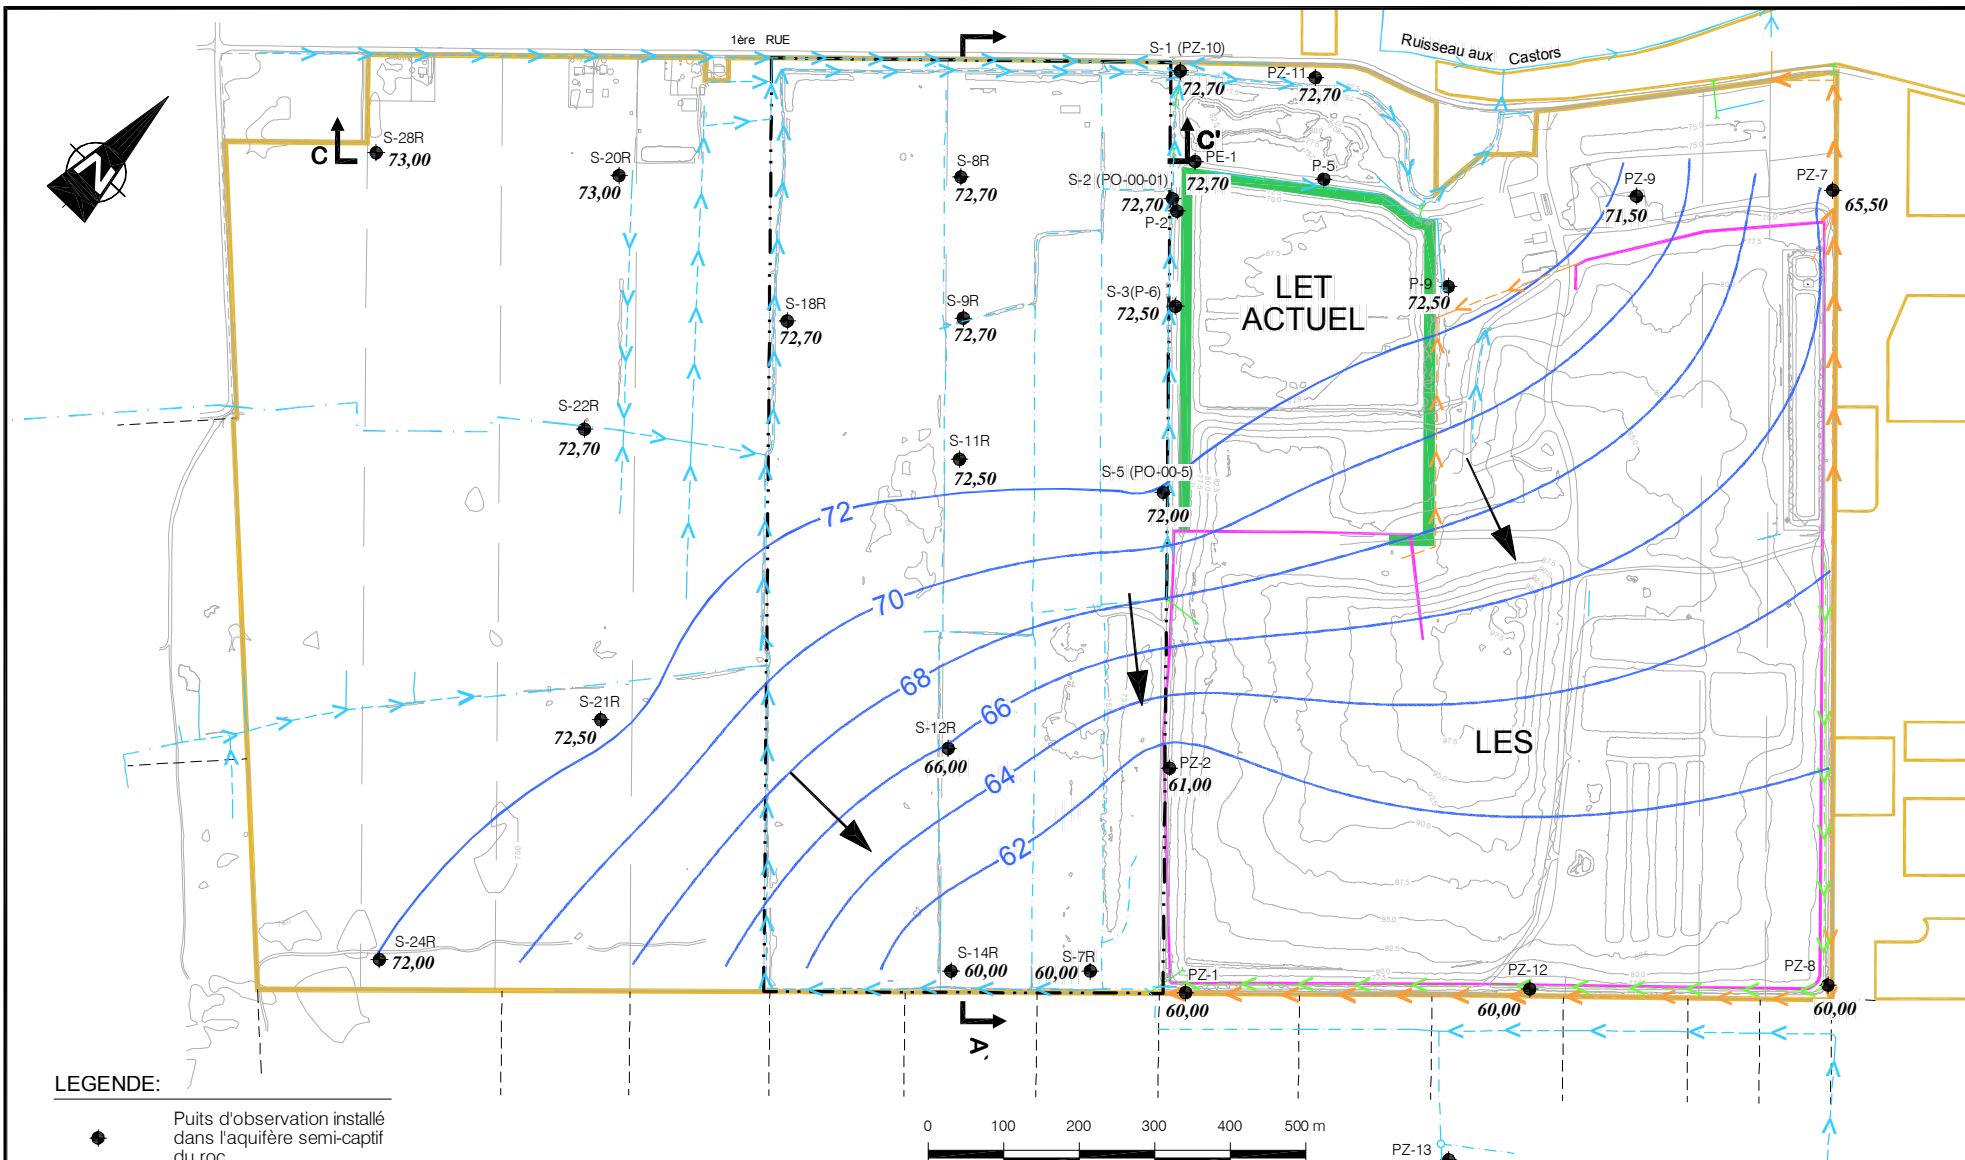 1ère RUE
Ruisseau aux Castors
S-1 (PZ-10)
72,70
PZ-11
72,70
C
S-28R
73,00
S-20R
73,00
S-8R
72,70
C'
PE-1
72,70
S-2 (PO-00-01)
72,70
P-2
P-5
PZ-9
71,50
PZ-7
65,50
N
S-18R
72,70
S-9R
72,70
S-3(P-6)
72,50
LET
ACTUEL
P-9
72,50
S-22R
72,70
S-11R
72,50
S-5 (PO-00-5)
72,00
72
70
68
66
64
62
S-21R
72,50
S-12R
66,00
PZ-2
61,00
LES
S-24R
72,00
S-14R
60,00
S-7R
60,00
PZ-1
60,00
PZ-12
60,00
PZ-8
60,00
A'
LEGENDE:
Puits d'observation installé
dans l'aquifère semi-captif
du roc
0 100 200 300 400 500 m
PZ-13